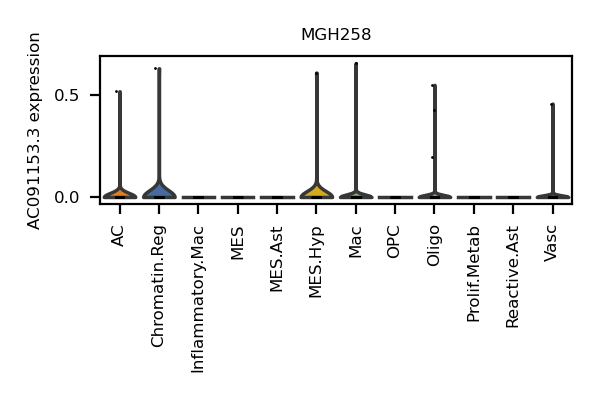 MGH258
AC091153.3 expression
0.5
0.0
AC
Chromatin.Reg
Inflammatory.Mac
MES
MES.Ast
MES.Hyp
Mac
OPC
Oligo
Prolif.Metab
Reactive.Ast
Vasc